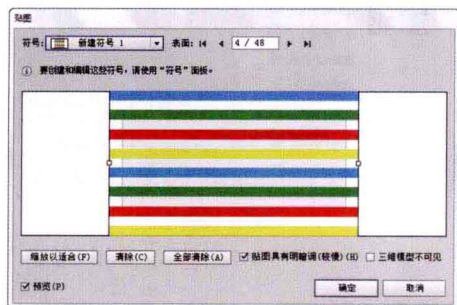 贴图
符号: 新建符号 1 表面: 4 / 48
要创建和编辑这些符号，请使用“符号”面板。
缩放以适合(F) 清除(C) 全部清除(A) 贴图具有明暗调(较慢)(H) 三维模型不可见
预览(P) 确定 取消